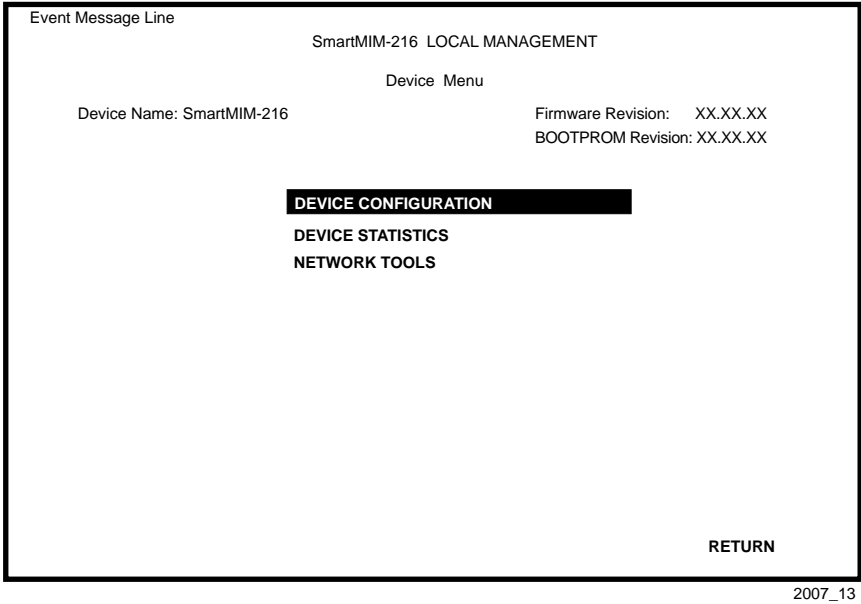 Event Message Line
SmartMIM-216 LOCAL MANAGEMENT
Device Menu
Device Name: SmartMIM-216 Firmware Revision: XX.XX.XX
BOOTPROM Revision: XX.XX.XX
DEVICE CONFIGURATION
DEVICE STATISTICS
NETWORK TOOLS
RETURN
2007_13